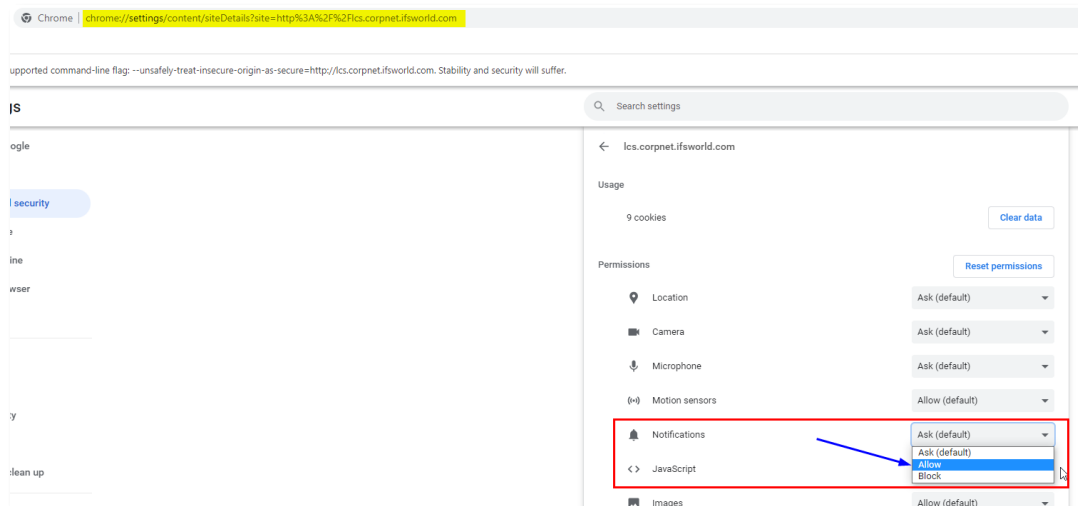 Chrome | chrome://settings/content/siteDetails?site=http%3A%2F%2Flcs.corpnet.ifsworld.com
upported command-line flag: --unsafely-treat-insecure-origin-as-secure=http://lcs.corpnet.ifsworld.com. Stability and security will suffer.
gs
Search settings
ogle
security
e
ine
wser
y
clean up
lcs.corpnet.ifsworld.com
Usage
9 cookies
Clear data
Permissions
Reset permissions
Location
Ask (default)
Camera
Ask (default)
Microphone
Ask (default)
Motion sensors
Allow (default)
Notifications
Ask (default)
Ask (default)
Allow
Block
JavaScript
Images
Allow (default)